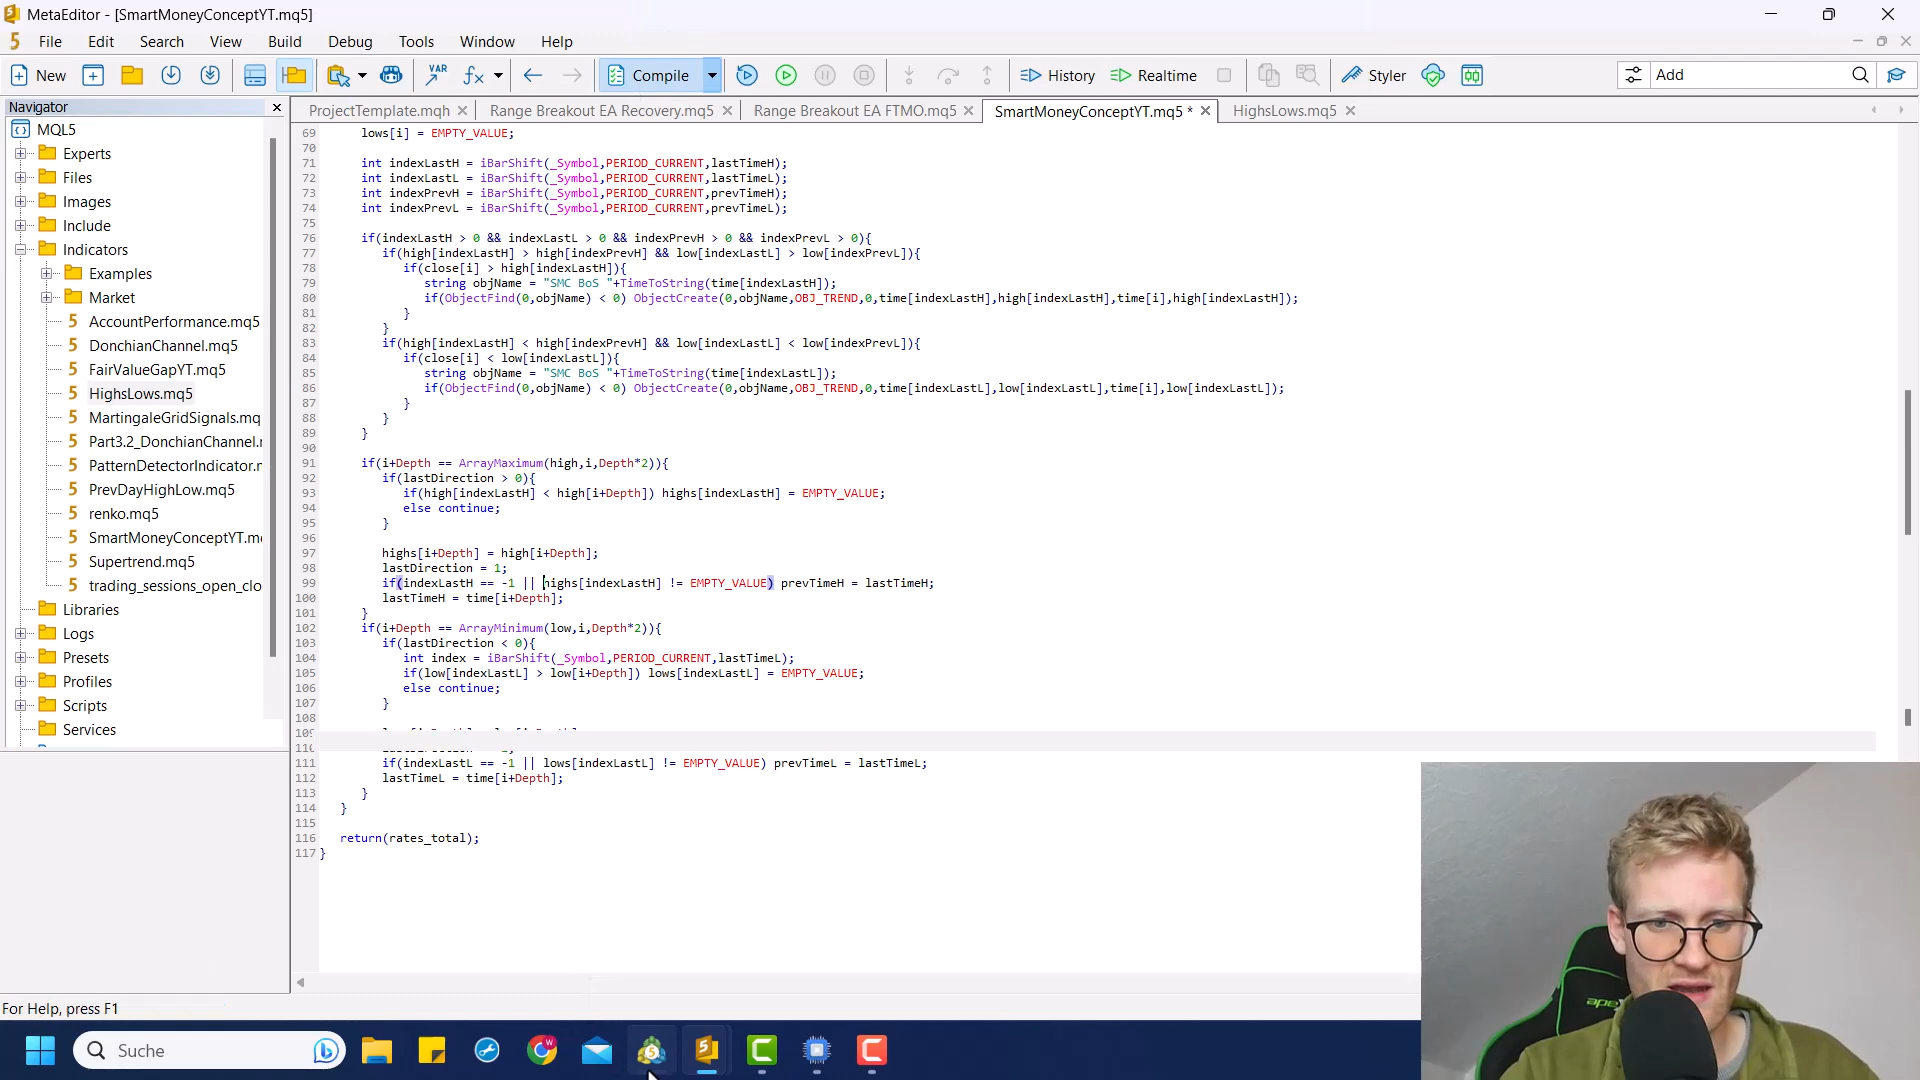 MetaEditor - [SmartMoneyConceptYT.mq5]
File Edit Search View Build Debug Tools Window Help
New VAR fx Compile History Realtime Styler Add
Navigator
ProjectTemplate.mqh Range Breakout EA Recovery.mq5 Range Breakout EA FTMO.mq5 SmartMoneyConceptYT.mq5 * HighsLows.mq5
MQL5
Experts
Files
Images
Include
Indicators
Examples
Market
AccountPerformance.mq5
DonchianChannel.mq5
FairValueGapYT.mq5
HighsLows.mq5
MartingaleGridSignals.mq
Part3.2_DonchianChannel.
PatternDetectorIndicator.
PrevDayHighLow.mq5
renko.mq5
SmartMoneyConceptYT.m
Supertrend.mq5
trading_sessions_open_clo
Libraries
Logs
Presets
Profiles
Scripts
Services
69 lows[i] = EMPTY_VALUE;
70
71 int indexLastH = iBarShift(_Symbol,PERIOD_CURRENT,lastTimeH);
72 int indexLastL = iBarShift(_Symbol,PERIOD_CURRENT,lastTimeL);
73 int indexPrevH = iBarShift(_Symbol,PERIOD_CURRENT,prevTimeH);
74 int indexPrevL = iBarShift(_Symbol,PERIOD_CURRENT,prevTimeL);
75
76 if(indexLastH > 0 && indexLastL > 0 && indexPrevH > 0 && indexPrevL > 0){
77 if(high[indexLastH] > high[indexPrevH] && low[indexLastL] > low[indexPrevL]){
78 if(close[i] > high[indexLastH]){
79 string objName = "SMC BoS "+TimeToString(time[indexLastH]);
80 if(ObjectFind(0,objName) < 0) ObjectCreate(0,objName,OBJ_TREND,0,time[indexLastH],high[indexLastH],time[i],high[indexLastH]);
81 }
82 }
83 if(high[indexLastH] < high[indexPrevH] && low[indexLastL] < low[indexPrevL]){
84 if(close[i] < low[indexLastL]){
85 string objName = "SMC BoS "+TimeToString(time[indexLastL]);
86 if(ObjectFind(0,objName) < 0) ObjectCreate(0,objName,OBJ_TREND,0,time[indexLastL],low[indexLastL],time[i],low[indexLastL]);
87 }
88 }
89 }
90
91 if(i+Depth == ArrayMaximum(high,i,Depth*2)){
92 if(lastDirection > 0){
93 if(high[indexLastH] < high[i+Depth]) highs[indexLastH] = EMPTY_VALUE;
94 else continue;
95 }
96
97 highs[i+Depth] = high[i+Depth];
98 lastDirection = 1;
99 if(indexLastH == -1 || highs[indexLastH] != EMPTY_VALUE) prevTimeH = lastTimeH;
100 lastTimeH = time[i+Depth];
101 }
102 if(i+Depth == ArrayMinimum(low,i,Depth*2)){
103 if(lastDirection < 0){
104 int index = iBarShift(_Symbol,PERIOD_CURRENT,lastTimeL);
105 if(low[indexLastL] > low[i+Depth]) lows[indexLastL] = EMPTY_VALUE;
106 else continue;
107 }
108
109
110
111 if(indexLastL == -1 || lows[indexLastL] != EMPTY_VALUE) prevTimeL = lastTimeL;
112 lastTimeL = time[i+Depth];
113 }
114 }
115
116 return(rates_total);
117 }
For Help, press F1
Suche